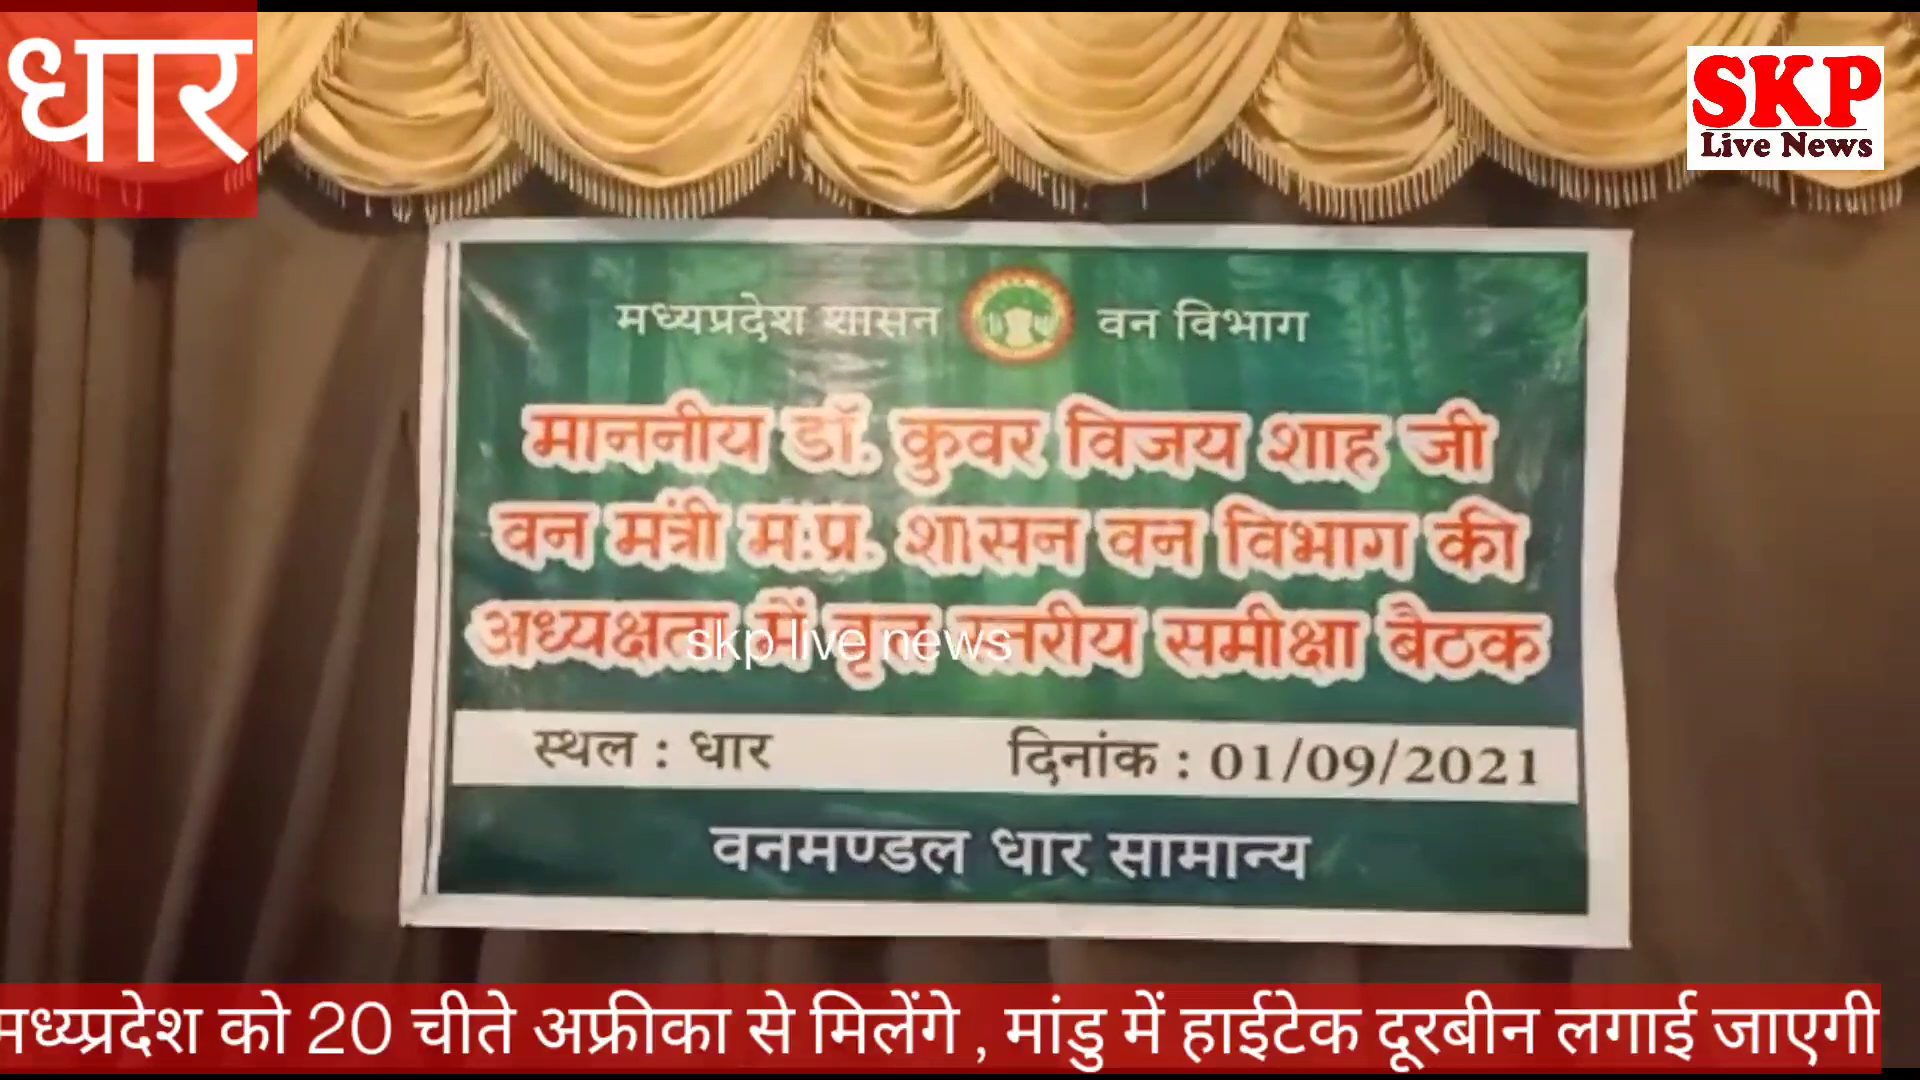 धार
SKP
Live News
मध्यप्रदेश शासन वन विभाग
माननीय डॉ. कुवर विजय शाह जी
वन मंत्री म.प्र. शासन वन विभाग की
अध्यक्षता में वृत्त स्तरीय समीक्षा बैठक
skp live news
स्थल : धार दिनांक : 01/09/2021
वनमण्डल धार सामान्य
मध्यप्रदेश को 20 चीते अफ्रीका से मिलेंगे , मांडु में हाईटेक दूरबीन लगाई जाएगी